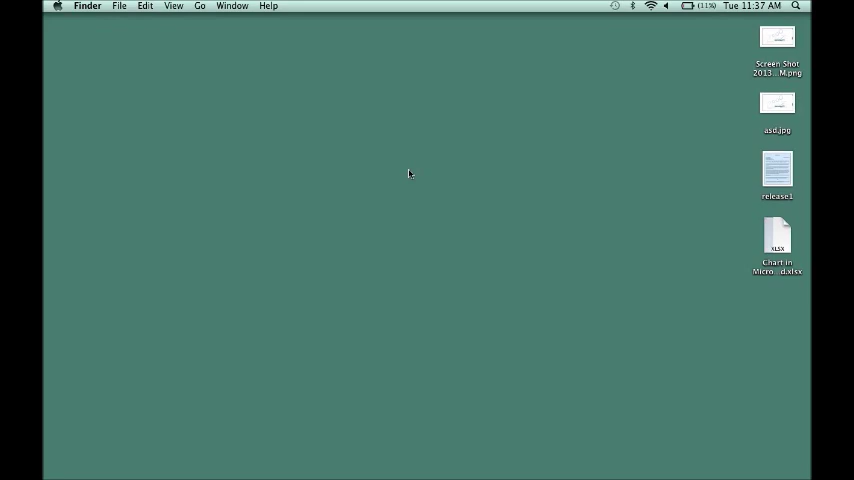 Finder File Edit View Go Window Help (11%) Tue 11:37 AM
Screen Shot
2013...M.png
asd.jpg
release1
XLSX
Chart in
Micro...d.xlsx